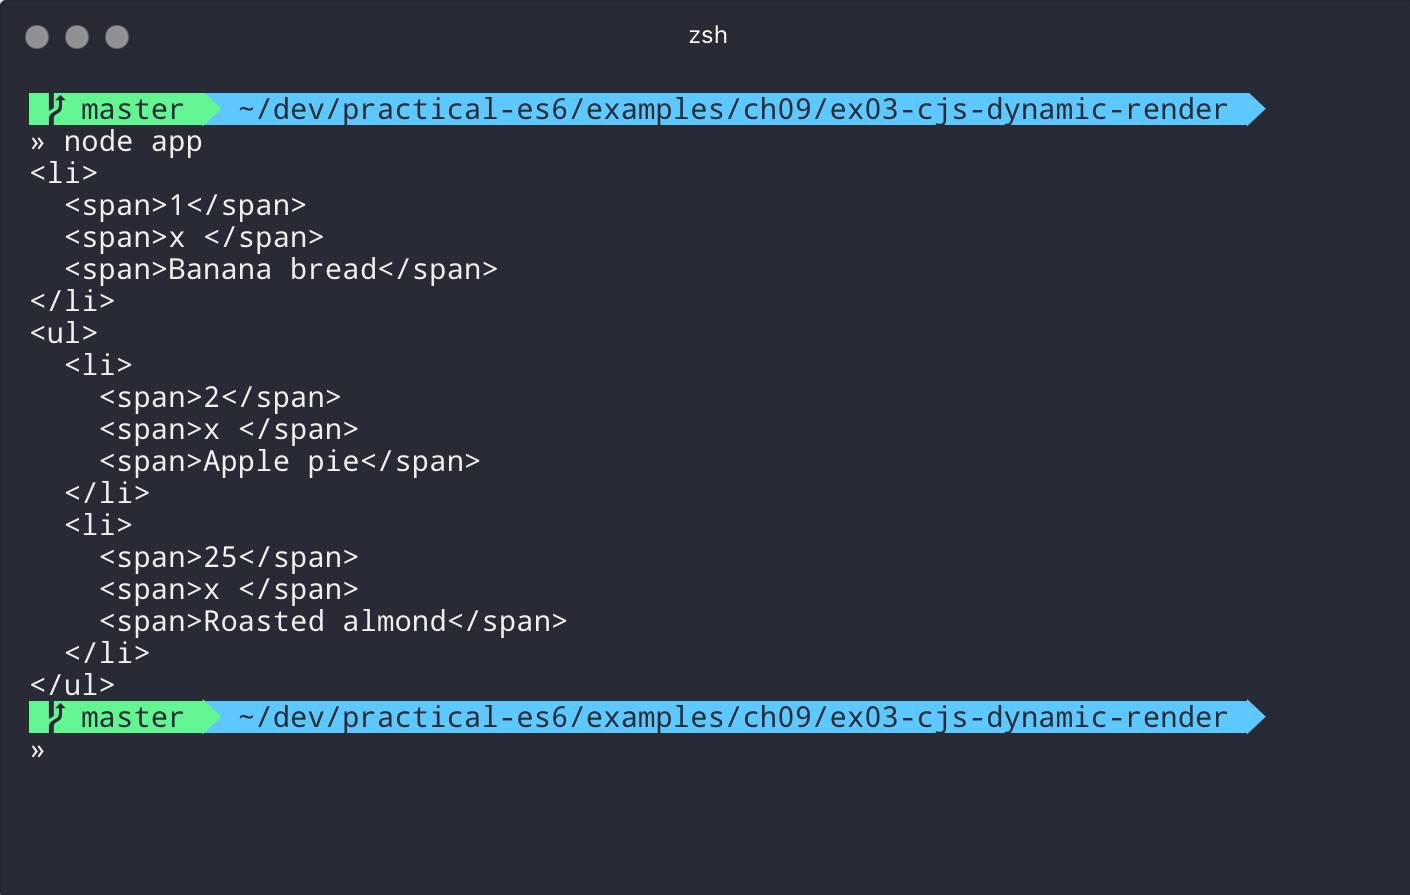 zsh
master ~/dev/practical-es6/examples/ch09/ex03-cjs-dynamic-render
» node app
<li>
  <span>1</span>
  <span>x </span>
  <span>Banana bread</span>
</li>
<ul>
  <li>
    <span>2</span>
    <span>x </span>
    <span>Apple pie</span>
  </li>
  <li>
    <span>25</span>
    <span>x </span>
    <span>Roasted almond</span>
  </li>
</ul>
master ~/dev/practical-es6/examples/ch09/ex03-cjs-dynamic-render
»